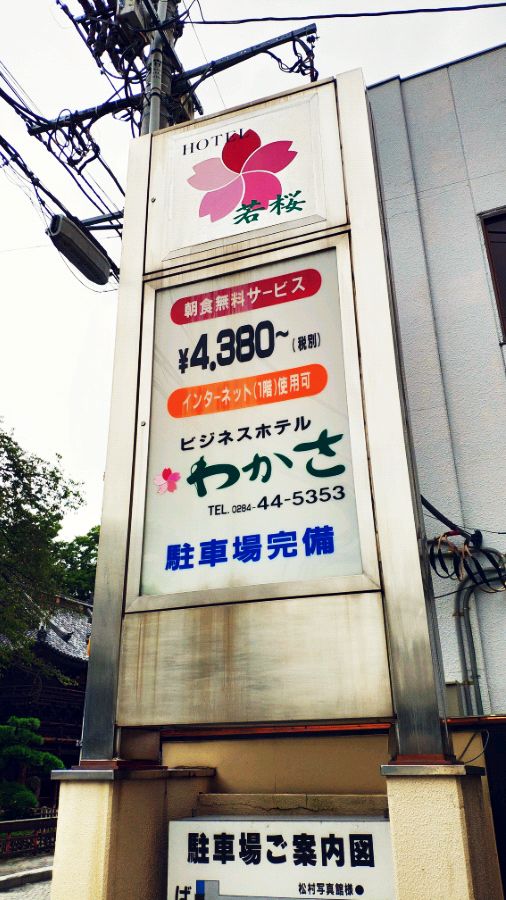 HOTEL
若桜
朝食無料サービス
¥4,380~(税別)
インターネット(1階)使用可
ビジネスホテル
わかさ
TEL.0284-44-5353
駐車場完備
駐車場ご案内図
松村写真館様●
ば